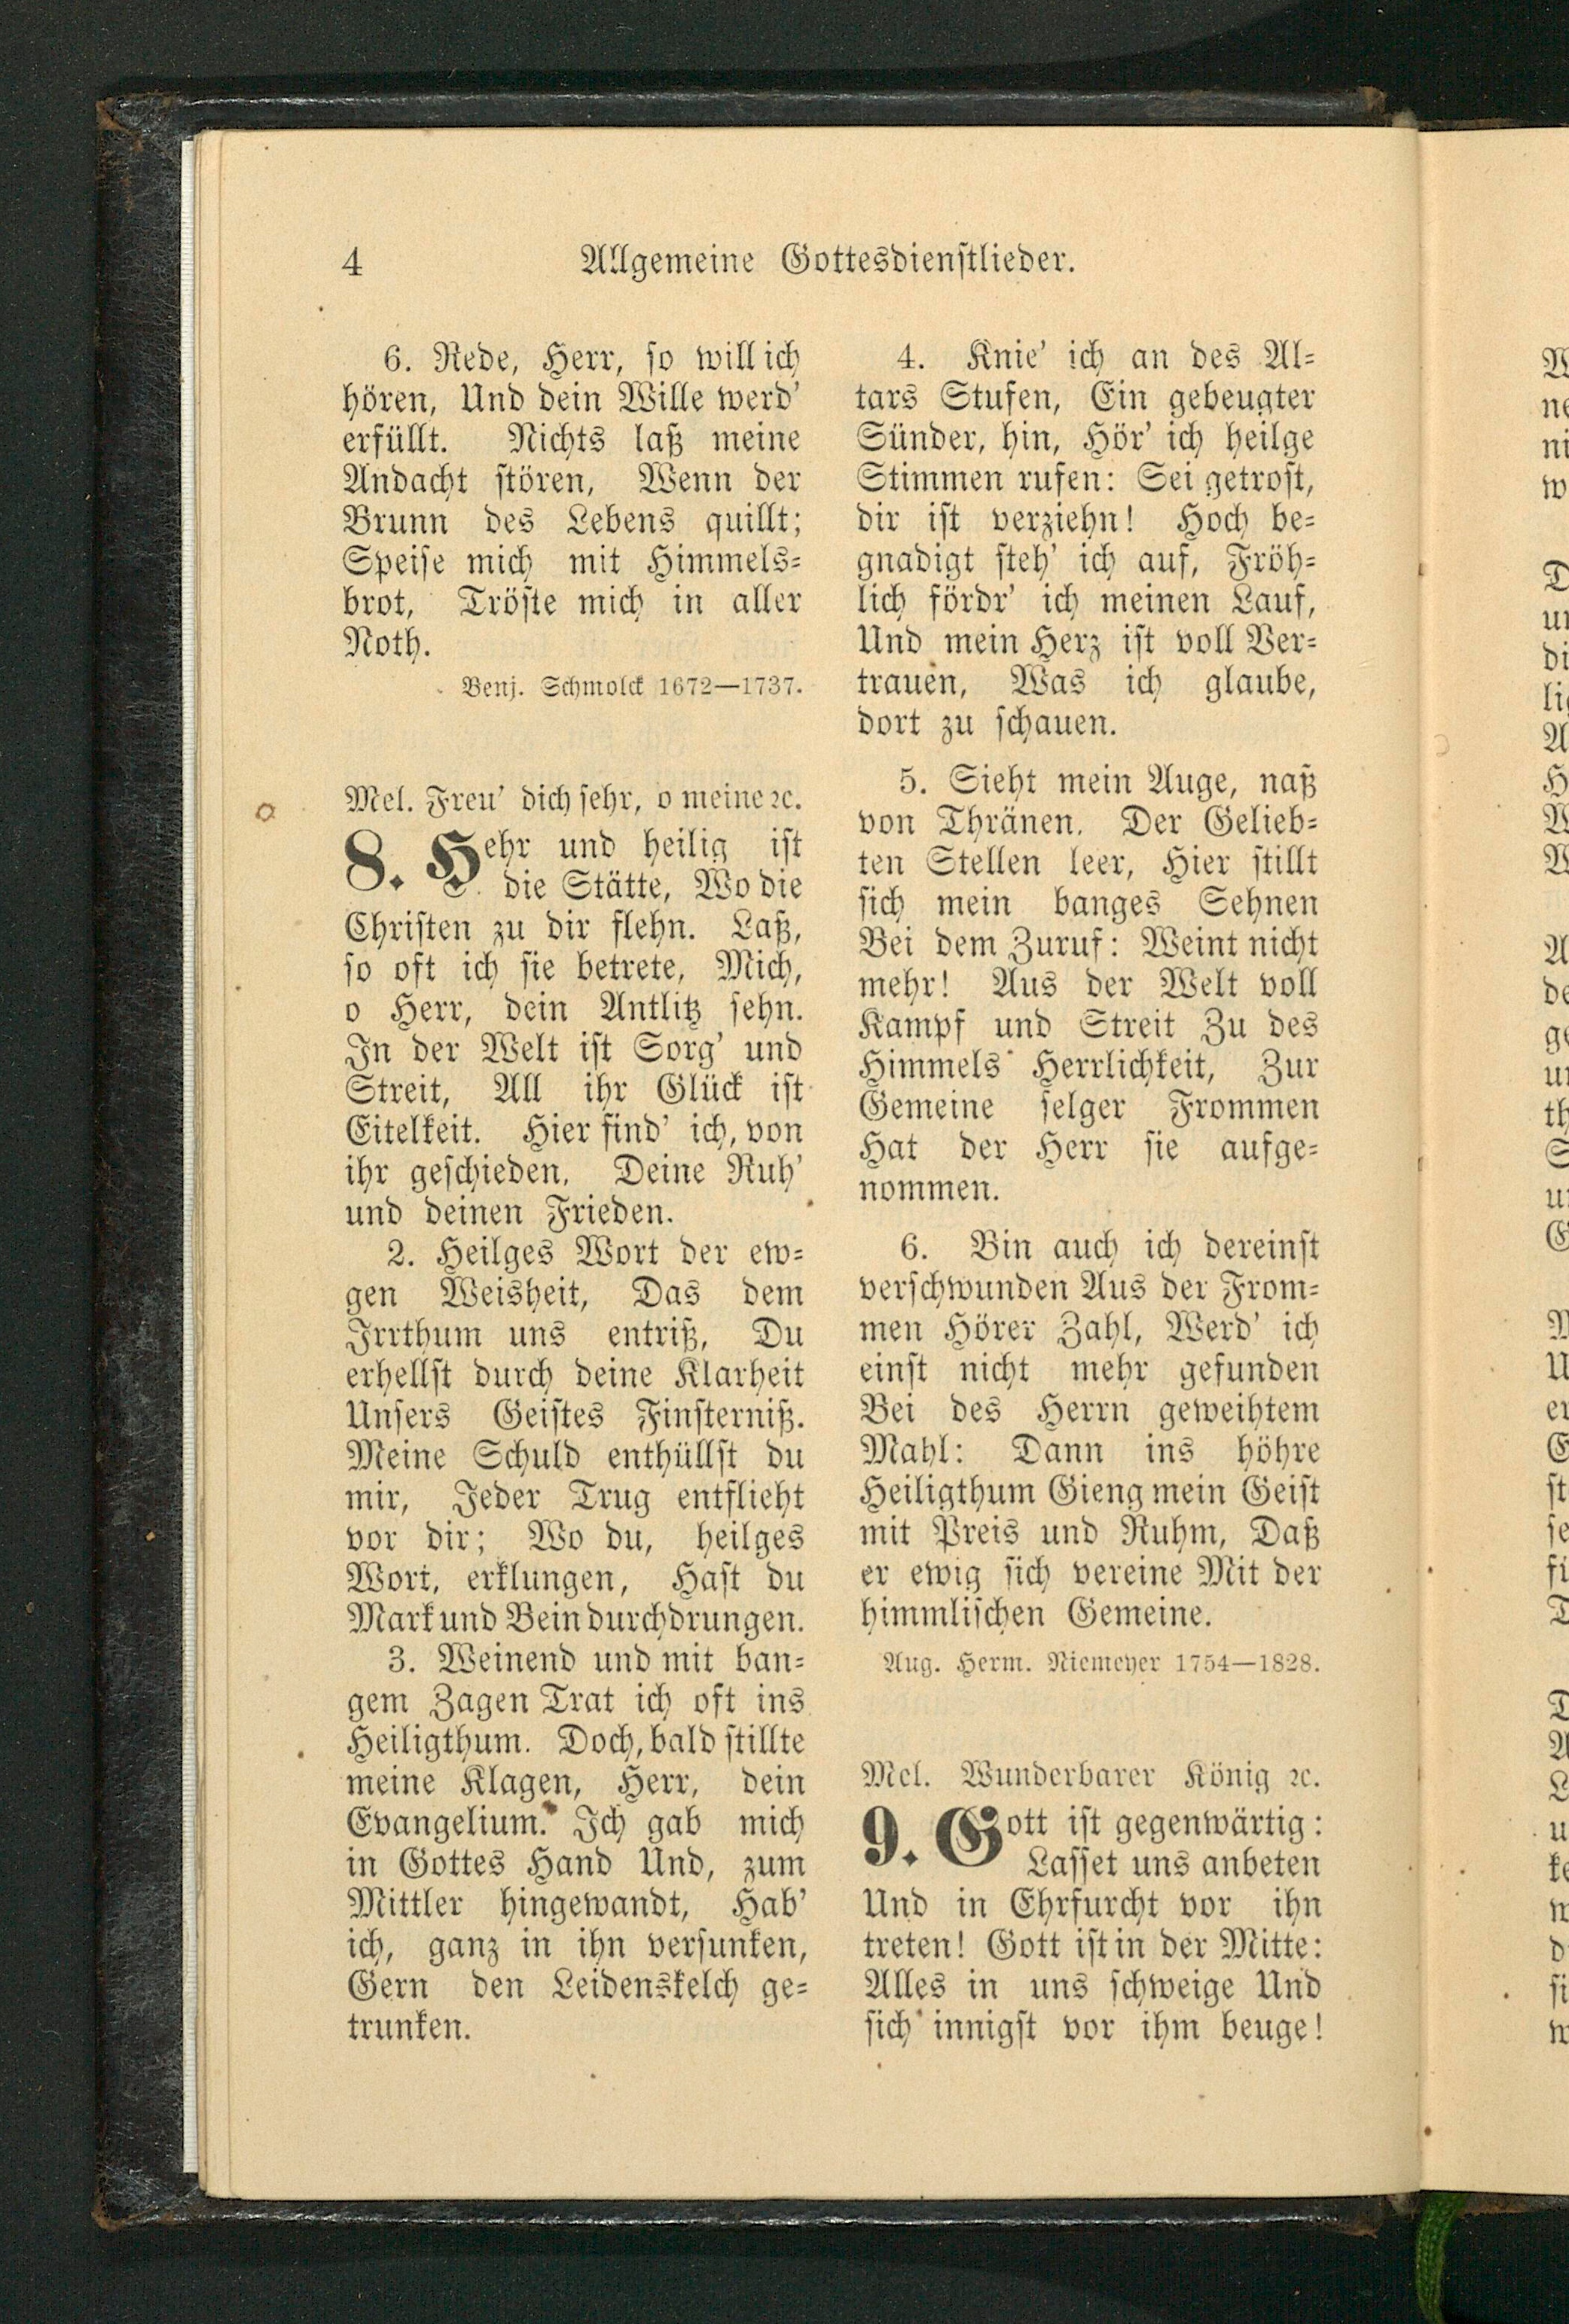 4 Allgemeine Gottesdienstlieder.
6. Rede, Herr, so will ich
hören, Und dein Wille werd'
erfüllt. Nichts laß meine
Andacht stören, Wenn der
Brunn des Lebens quillt;
Speise mich mit Himmels-
brot, Tröste mich in aller
Noth.
Benj. Schmolck 1672—1737.
Mel. Freu' dich sehr, o meine ꝛc.
8. Hehr und heilig ist
die Stätte, Wo die
Christen zu dir flehn. Laß,
so oft ich sie betrete, Mich,
o Herr, dein Antlitz sehn.
In der Welt ist Sorg' und
Streit, All ihr Glück ist
Eitelkeit. Hier find' ich, von
ihr geschieden, Deine Ruh'
und deinen Frieden.
2. Heilges Wort der ew-
gen Weisheit, Das dem
Irrthum uns entriß, Du
erhellst durch deine Klarheit
Unsers Geistes Finsterniß.
Meine Schuld enthüllst du
mir, Jeder Trug entflieht
vor dir; Wo du, heilges
Wort, erklungen, Hast du
Mark und Bein durchdrungen.
3. Weinend und mit ban-
gem Zagen Trat ich oft ins
Heiligthum. Doch, bald stillte
meine Klagen, Herr, dein
Evangelium. Ich gab mich
in Gottes Hand Und, zum
Mittler hingewandt, Hab'
ich, ganz in ihn versunken,
Gern den Leidenskelch ge-
trunken.
4. Knie' ich an des Al-
tars Stufen, Ein gebeugter
Sünder, hin, Hör' ich heilge
Stimmen rufen: Sei getrost,
dir ist verziehn! Hoch be-
gnadigt steh' ich auf, Fröh-
lich fördr' ich meinen Lauf,
Und mein Herz ist voll Ver-
trauen, Was ich glaube,
dort zu schauen.
5. Sieht mein Auge, naß
von Thränen, Der Gelieb-
ten Stellen leer, Hier stillt
sich mein banges Sehnen
Bei dem Zuruf: Weint nicht
mehr! Aus der Welt voll
Kampf und Streit Zu des
Himmels Herrlichkeit, Zur
Gemeine selger Frommen
Hat der Herr sie aufge-
nommen.
6. Bin auch ich dereinst
verschwunden Aus der From-
men Hörer Zahl, Werd' ich
einst nicht mehr gefunden
Bei des Herrn geweihtem
Mahl: Dann ins höhre
Heiligthum Gieng mein Geist
mit Preis und Ruhm, Daß
er ewig sich vereine Mit der
himmlischen Gemeine.
Aug. Herm. Niemeyer 1754—1828.
Mel. Wunderbarer König ꝛc.
9. Gott ist gegenwärtig:
Lasset uns anbeten
Und in Ehrfurcht vor ihn
treten! Gott ist in der Mitte:
Alles in uns schweige Und
sich innigst vor ihm beuge!